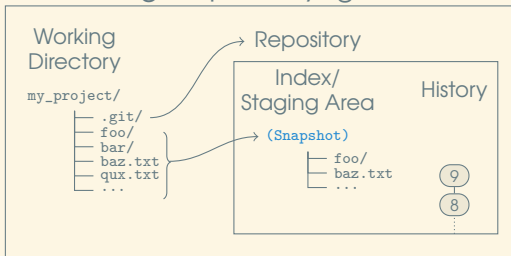 Working
Directory
my_project/
.git/
foo/
bar/
baz.txt
qux.txt
...
Repository
Index/
Staging Area
(Snapshot)
foo/
baz.txt
...
History
9
8